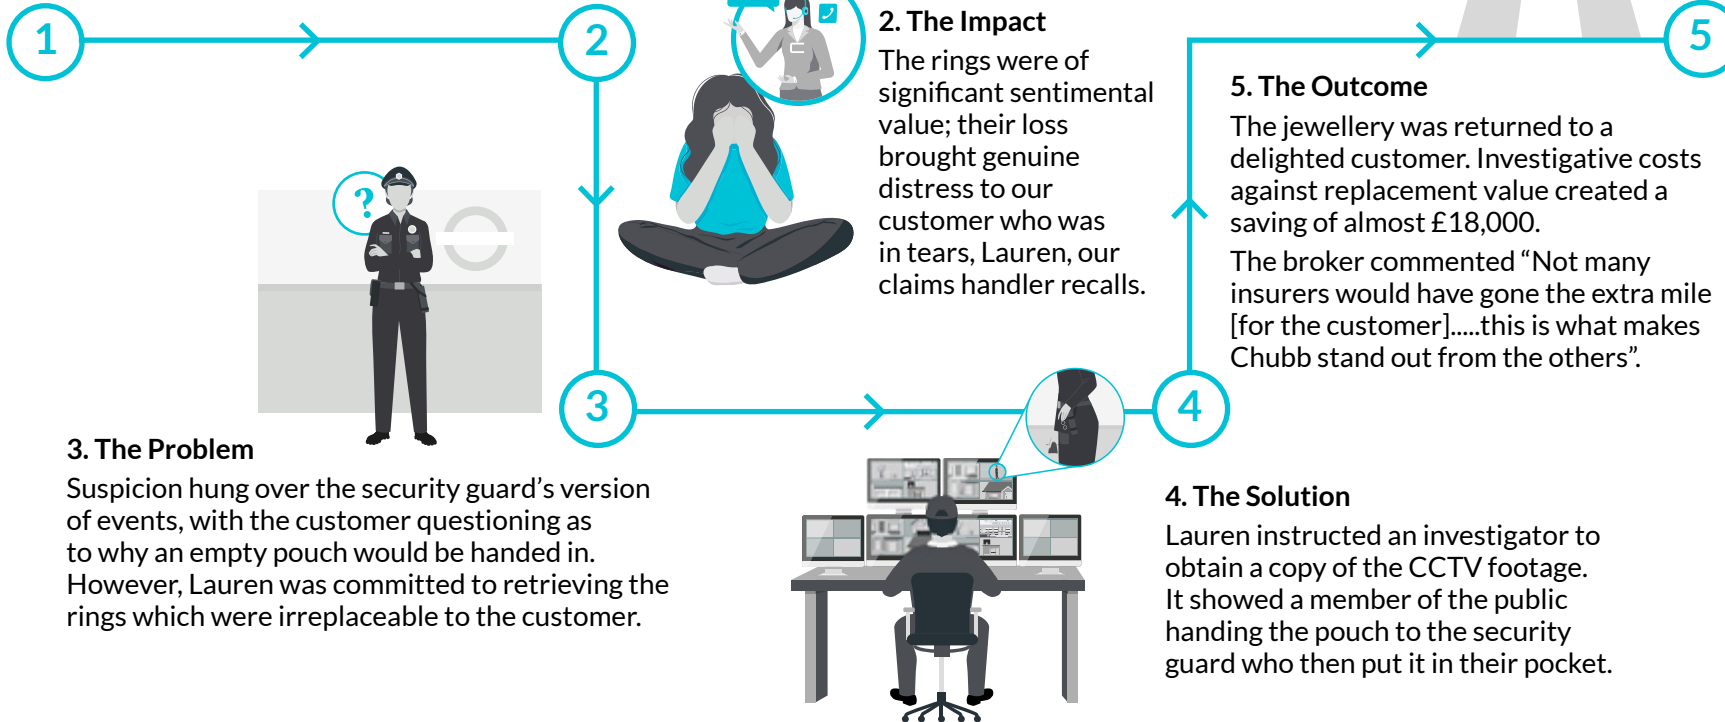 1
2
2. The Impact
The rings were of
significant sentimental
value; their loss
brought genuine
distress to our
customer who was
in tears, Lauren, our
claims handler recalls.
?
3
3. The Problem
Suspicion hung over the security guard’s version
of events, with the customer questioning as
to why an empty pouch would be handed in.
However, Lauren was committed to retrieving the
rings which were irreplaceable to the customer.
4
4. The Solution
Lauren instructed an investigator to
obtain a copy of the CCTV footage.
It showed a member of the public
handing the pouch to the security
guard who then put it in their pocket.
5
5. The Outcome
The jewellery was returned to a
delighted customer. Investigative costs
against replacement value created a
saving of almost £18,000.
The broker commented “Not many
insurers would have gone the extra mile
[for the customer].....this is what makes
Chubb stand out from the others”.